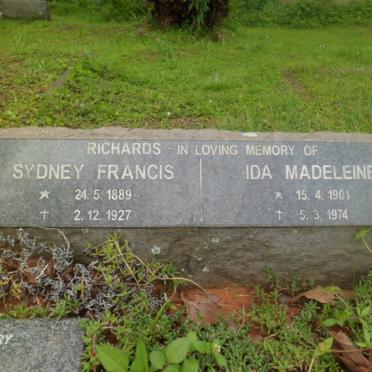 RICHARDS - IN LOVING MEMORY OF
SYDNEY FRANCIS
24.5.1889
2.12.1927
IDA MADELEINE
15.4.1901
5.3.1974